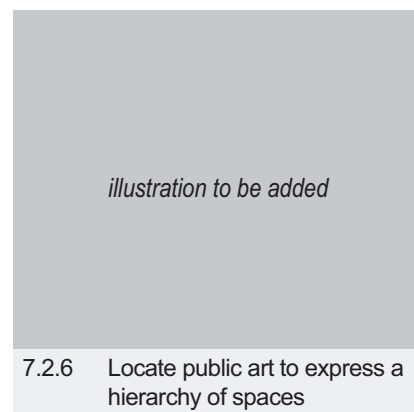 illustration to be added
7.2.6 Locate public art to express a
hierarchy of spaces